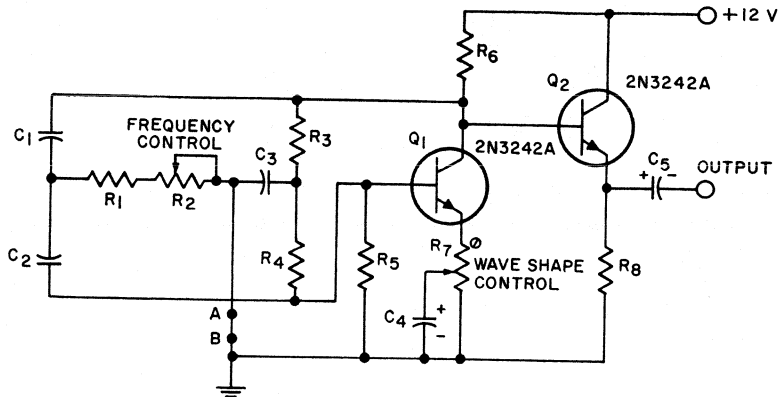 +12 V
R6
Q2
2N3242A
C1
FREQUENCY
CONTROL
R3
Q1
2N3242A
C3
C5
OUTPUT
+ -
R1
R2
C2
R4
R5
R7
Ø
WAVE SHAPE
CONTROL
R8
A
C4
+
-
B